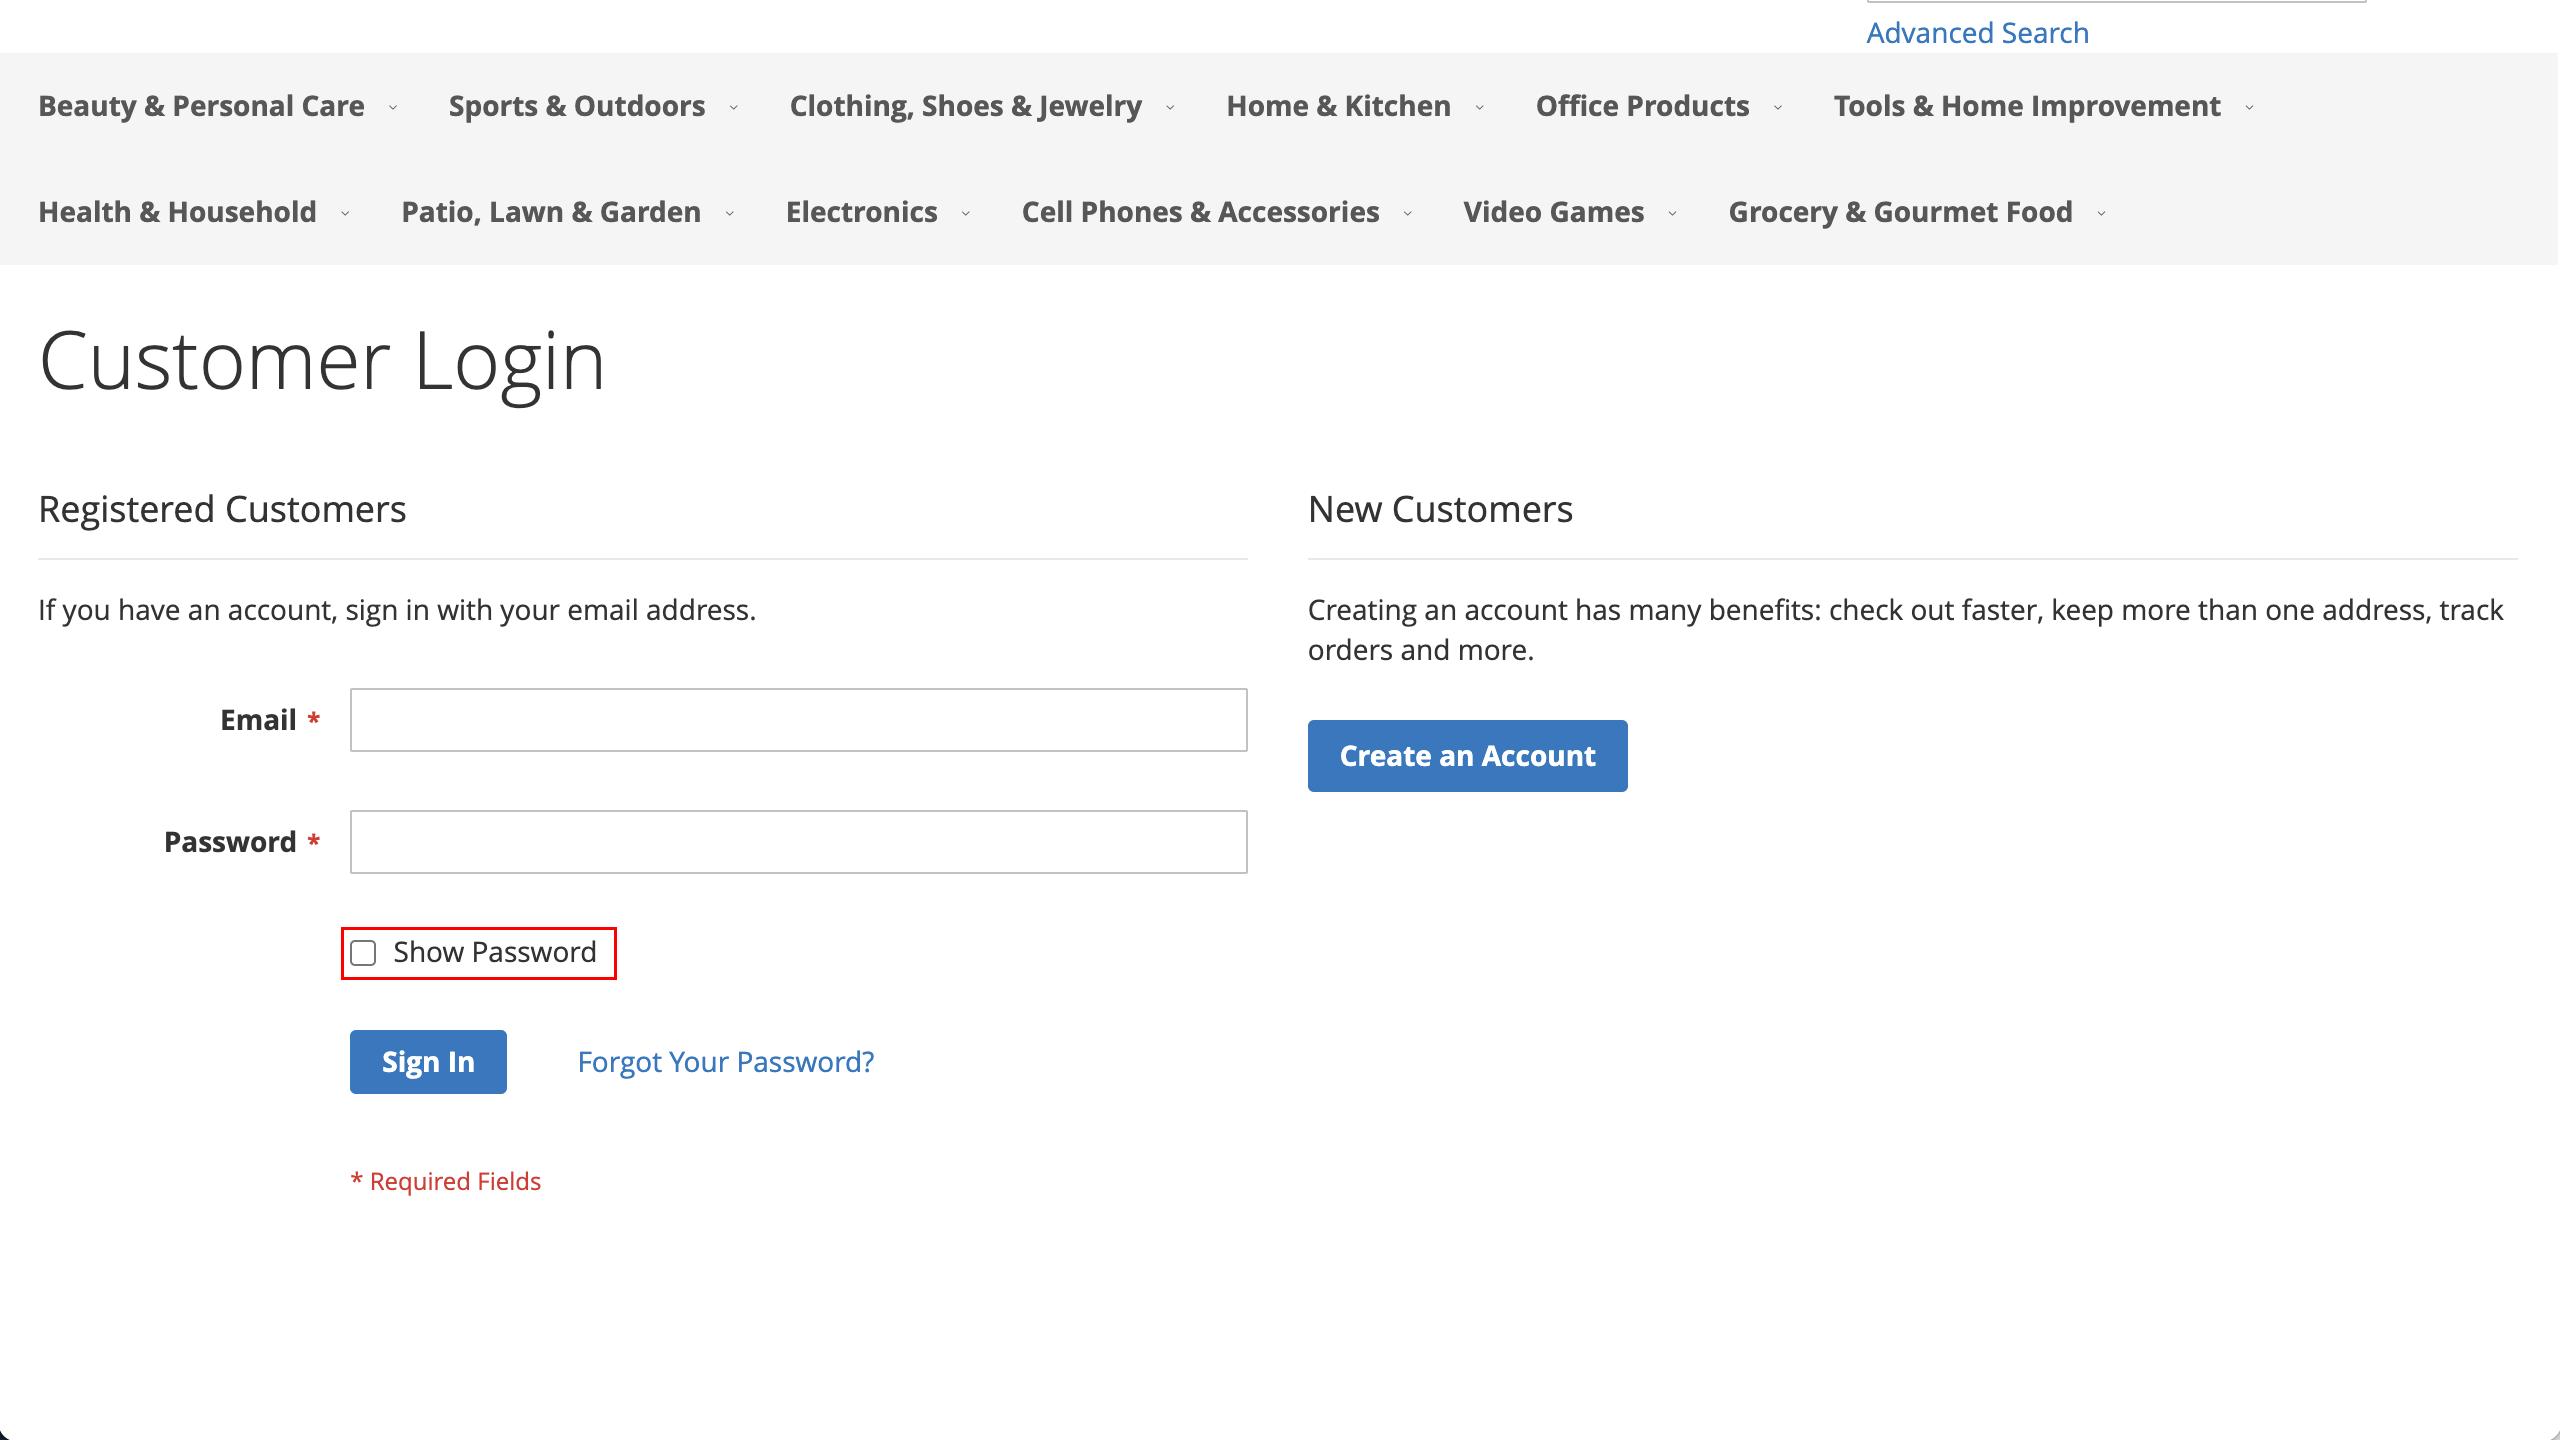 Advanced Search
Beauty & Personal Care Sports & Outdoors Clothing, Shoes & Jewelry Home & Kitchen Office Products Tools & Home Improvement
Health & Household Patio, Lawn & Garden Electronics Cell Phones & Accessories Video Games Grocery & Gourmet Food
Customer Login
Registered Customers
If you have an account, sign in with your email address.
Email *
Password *
Show Password
Sign In Forgot Your Password?
* Required Fields
New Customers
Creating an account has many benefits: check out faster, keep more than one address, track
orders and more.
Create an Account